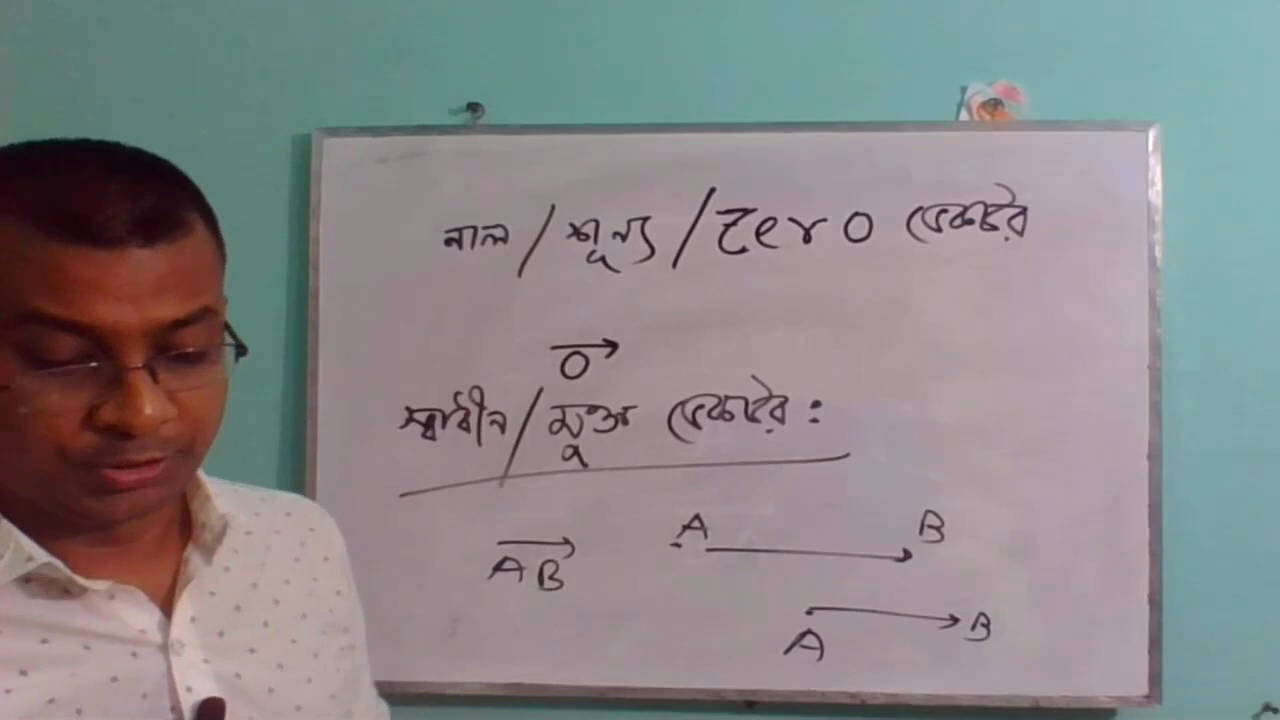 নাল / শূন্য / Zero ভেক্টর
0
স্বাধীন / মুক্ত ভেক্টর :
AB
A B
A B